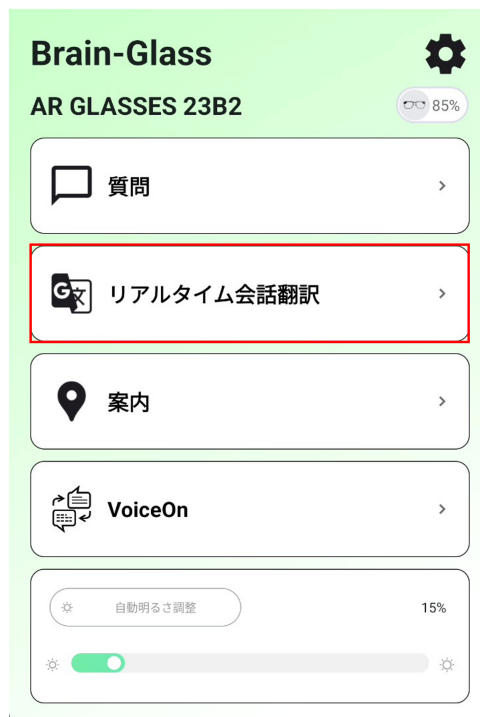 Brain-Glass
AR GLASSES 23B2
85%
質問
リアルタイム会話翻訳
案内
VoiceOn
自動明るさ調整
15%